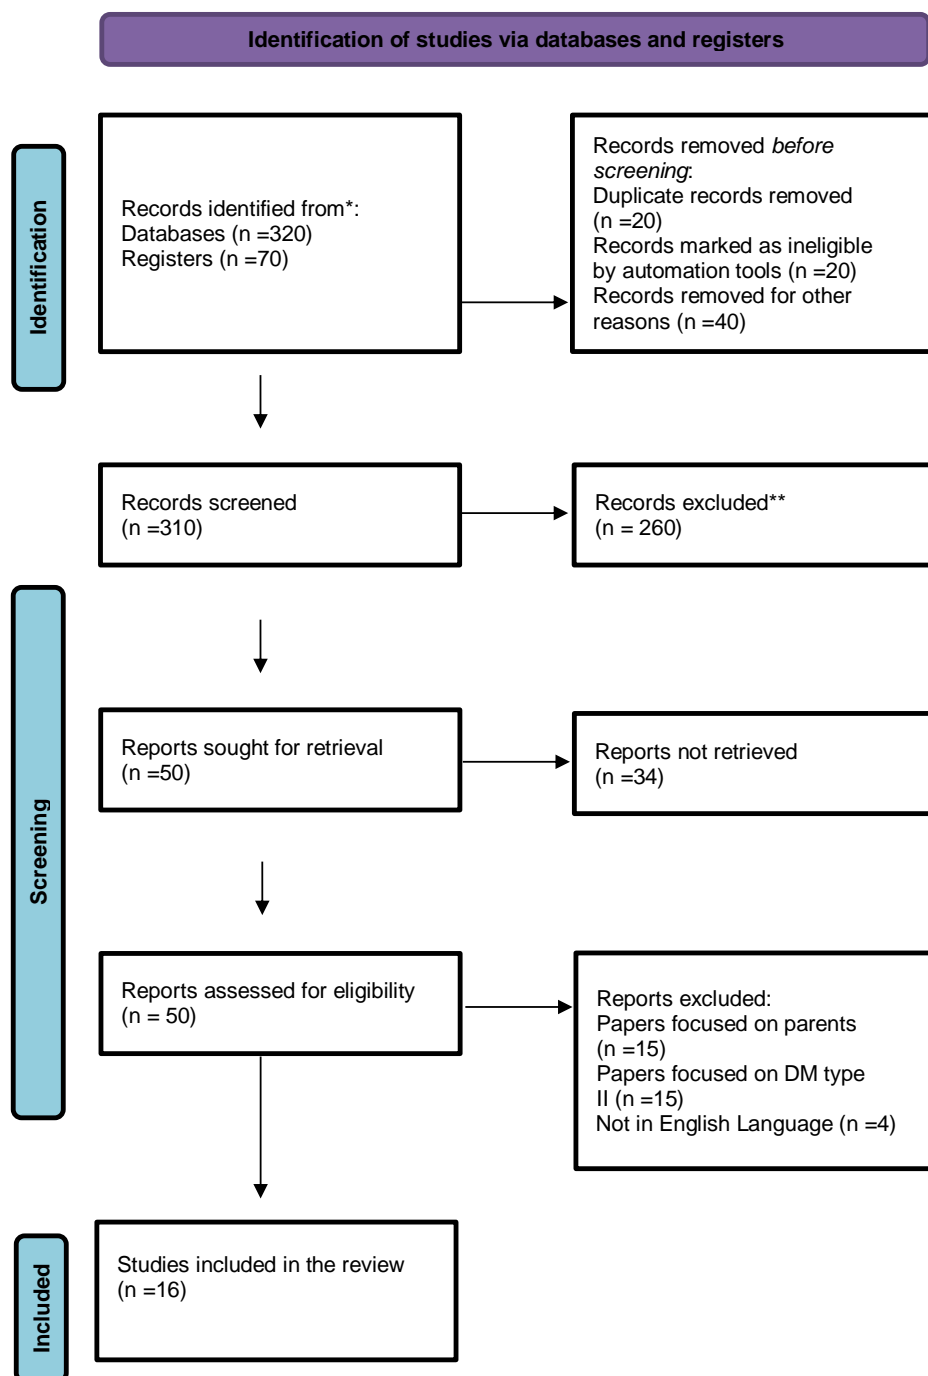 Identification of studies via databases and registers
Identification
Records identified from*:
Databases (n =320)
Registers (n =70)
Records removed before
screening:
Duplicate records removed
(n =20)
Records marked as ineligible
by automation tools (n =20)
Records removed for other
reasons (n =40)
Records screened
(n =310)
Records excluded**
(n = 260)
Screening
Reports sought for retrieval
(n =50)
Reports not retrieved
(n =34)
Reports assessed for eligibility
(n = 50)
Reports excluded:
Papers focused on parents
(n =15)
Papers focused on DM type
II (n =15)
Not in English Language (n =4)
Included
Studies included in the review
(n =16)